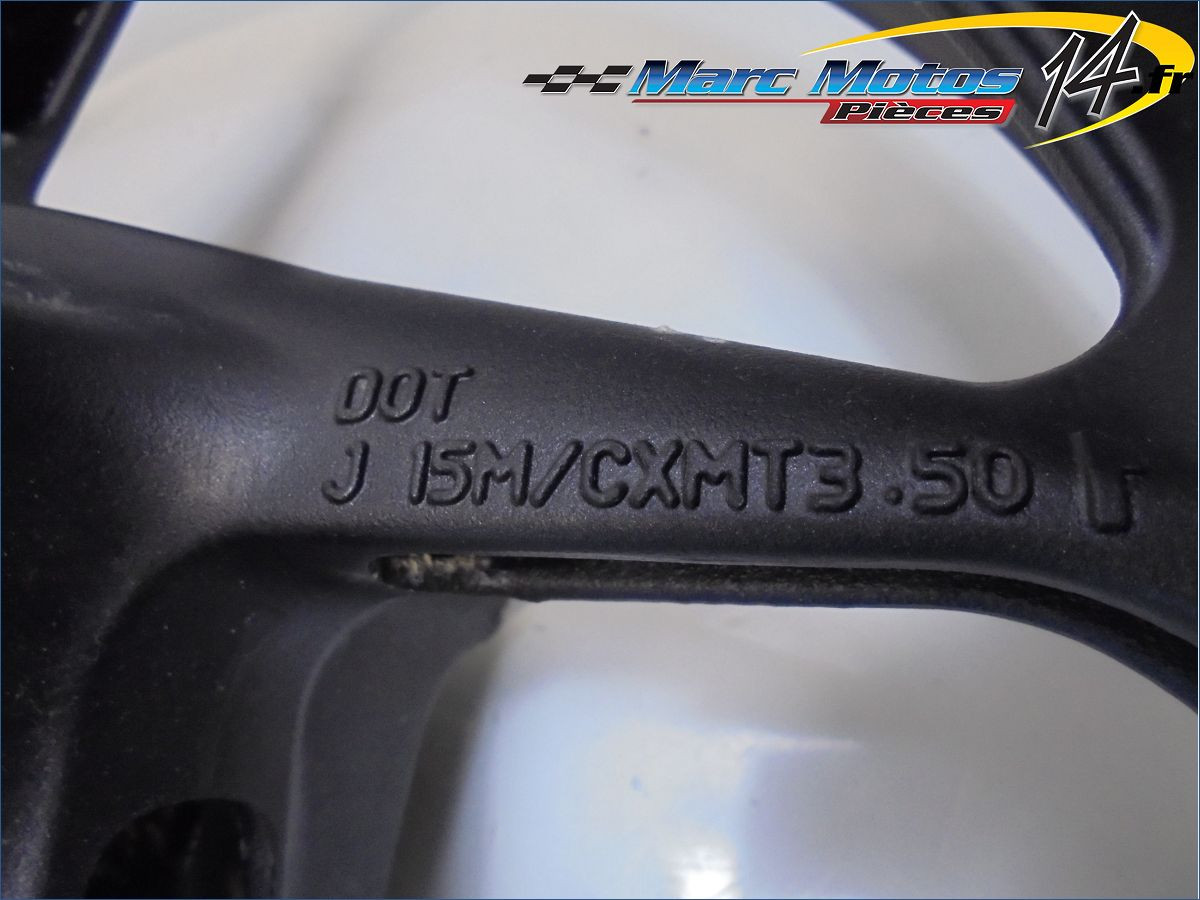 Marc Motos 14.fr
Pièces
DOT
J 15M/CXMT3.50